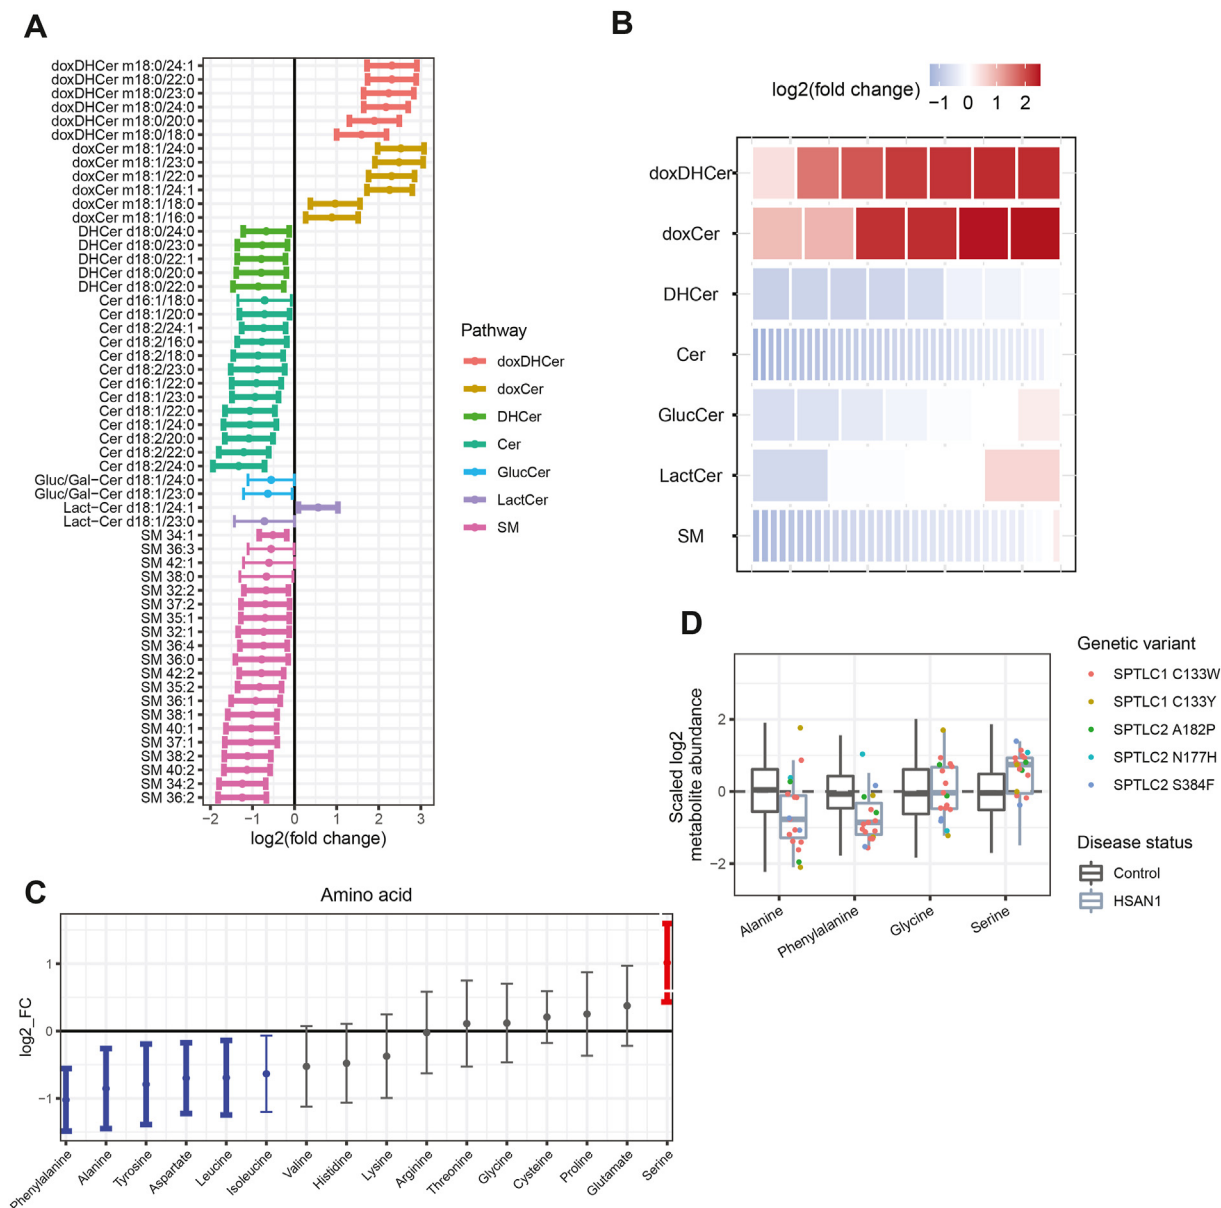 A
doxDHCer m18:0/24:1
doxDHCer m18:0/22:0
doxDHCer m18:0/23:0
doxDHCer m18:0/24:0
doxDHCer m18:0/20:0
doxDHCer m18:0/18:0
doxCer m18:1/24:0
doxCer m18:1/23:0
doxCer m18:1/22:0
doxCer m18:1/24:1
doxCer m18:1/18:0
doxCer m18:1/16:0
DHCer d18:0/24:0
DHCer d18:0/23:0
DHCer d18:0/22:1
DHCer d18:0/20:0
DHCer d18:0/22:0
Cer d16:1/18:0
Cer d18:1/20:0
Cer d18:2/24:1
Cer d18:2/16:0
Cer d18:2/18:0
Cer d18:2/23:0
Cer d16:1/22:0
Cer d18:1/23:0
Cer d18:1/22:0
Cer d18:1/24:0
Cer d18:2/20:0
Cer d18:2/22:0
Cer d18:2/24:0
Gluc/Gal−Cer d18:1/24:0
Gluc/Gal−Cer d18:1/23:0
Lact−Cer d18:1/24:1
Lact−Cer d18:1/23:0
SM 34:1
SM 36:3
SM 42:1
SM 38:0
SM 32:2
SM 37:2
SM 35:1
SM 32:1
SM 36:4
SM 36:0
SM 42:2
SM 35:2
SM 36:1
SM 38:1
SM 40:1
SM 37:1
SM 38:2
SM 40:2
SM 34:2
SM 36:2
−2 −1 0 1 2 3
log2(fold change)
Pathway
doxDHCer
doxCer
DHCer
Cer
GlucCer
LactCer
SM
B
log2(fold change)
−1 0 1 2
doxDHCer
doxCer
DHCer
Cer
GlucCer
LactCer
SM
C
Amino acid
log2_FC
1
0
−1
Phenylalanine
Alanine
Tyrosine
Aspartate
Leucine
Isoleucine
Valine
Histidine
Lysine
Arginine
Threonine
Glycine
Cysteine
Proline
Glutamate
Serine
D
Scaled log2
metabolite abundance
2
0
−2
Alanine
Phenylalanine
Glycine
Serine
Genetic variant
SPTLC1 C133W
SPTLC1 C133Y
SPTLC2 A182P
SPTLC2 N177H
SPTLC2 S384F
Disease status
Control
HSAN1